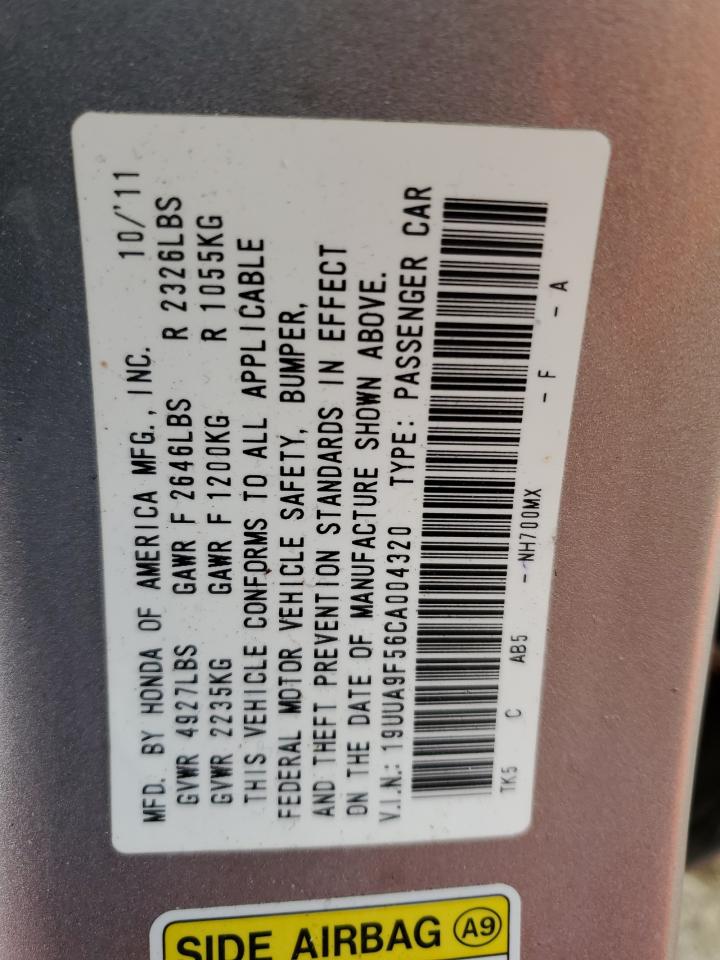 MFD. BY HONDA OF AMERICA MFG., INC. 10/'11
GVWR 4927LBS GAWR F 2646LBS R 2326LBS
GVWR 2235KG GAWR F 1200KG R 1055KG
THIS VEHICLE CONFORMS TO ALL APPLICABLE
FEDERAL MOTOR VEHICLE SAFETY, BUMPER,
AND THEFT PREVENTION STANDARDS IN EFFECT
ON THE DATE OF MANUFACTURE SHOWN ABOVE.
V.I.N.: 19UUA9F56CA004320 TYPE: PASSENGER CAR
TK5 C AB5 - NH700MX - F - A
SIDE AIRBAG A9